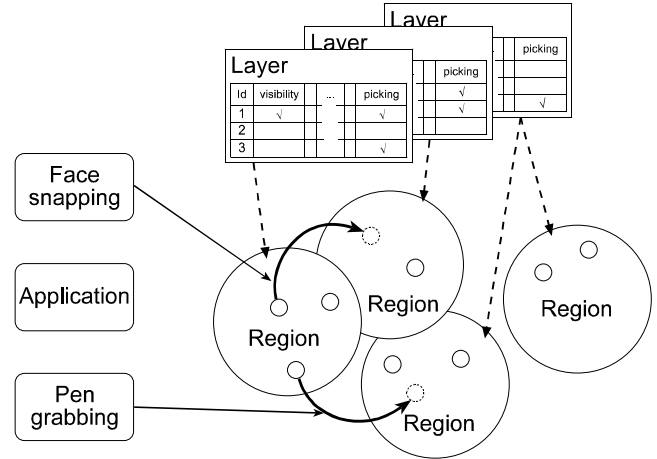 Layer
picking
√
Layer
picking
√
√
Layer
Id visibility ... picking
1 √ √
2
3 √
Face
snapping
Application
Pen
grabbing
Region
Region
Region
Region